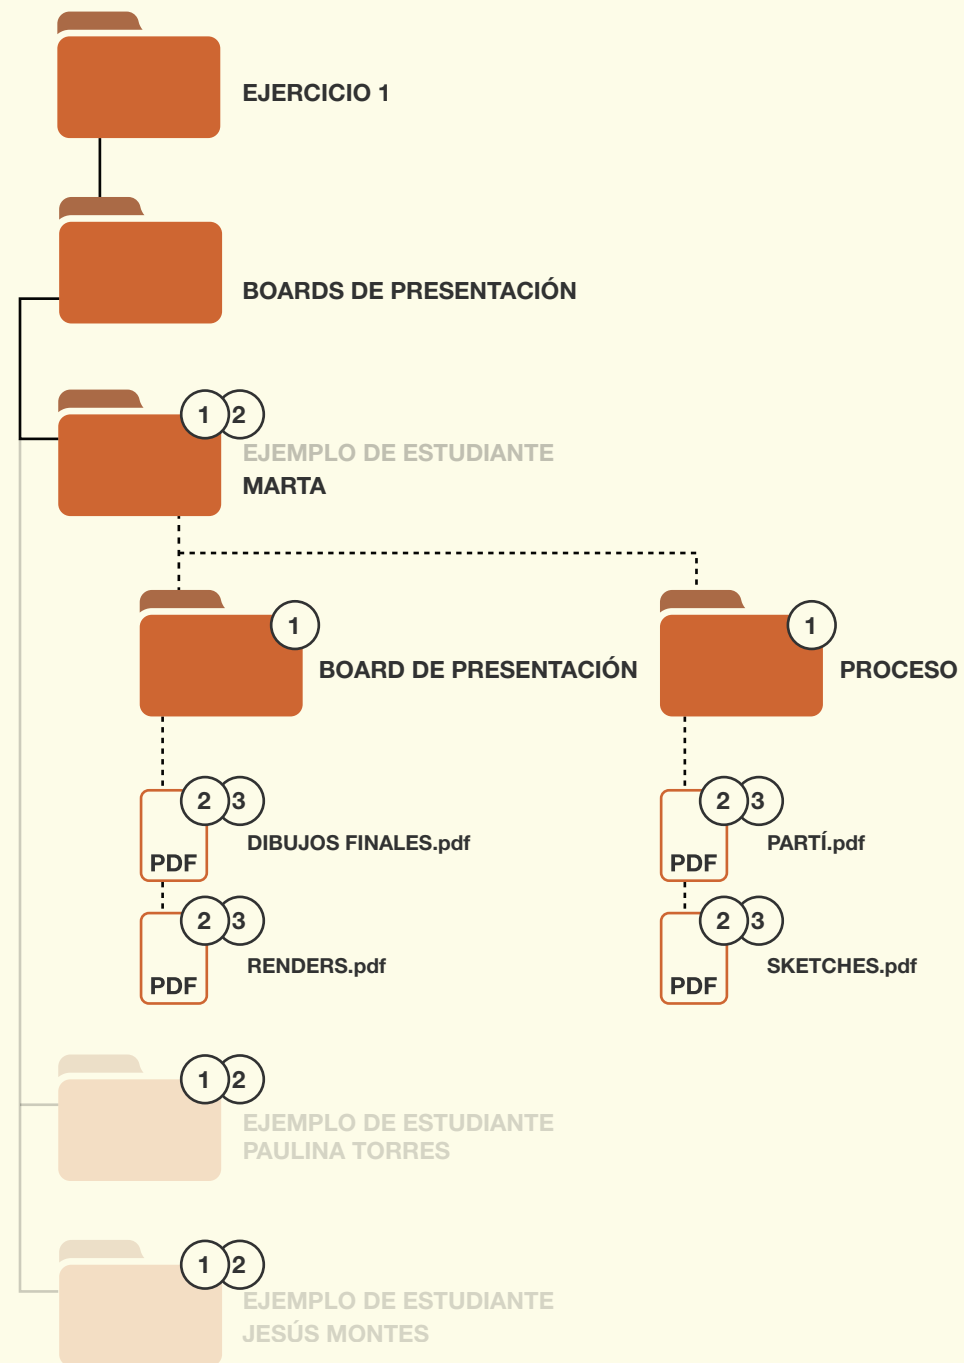 EJERCICIO 1
BOARDS DE PRESENTACIÓN
1 2
EJEMPLO DE ESTUDIANTE
MARTA
1
BOARD DE PRESENTACIÓN
1
PROCESO
2 3
PDF
DIBUJOS FINALES.pdf
2 3
PDF
PARTÍ.pdf
2 3
PDF
RENDERS.pdf
2 3
PDF
SKETCHES.pdf
1 2
EJEMPLO DE ESTUDIANTE
PAULINA TORRES
1 2
EJEMPLO DE ESTUDIANTE
JESÚS MONTES